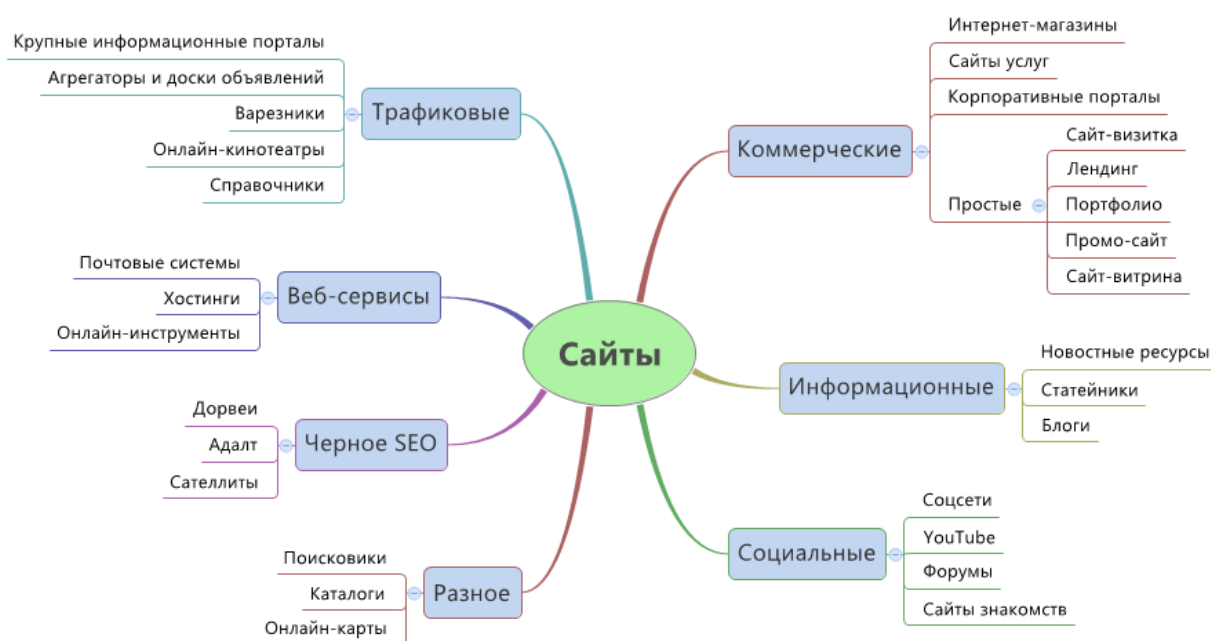 Сайты
Трафиковые
Крупные информационные порталы
Агрегаторы и доски объявлений
Варезники
Онлайн-кинотеатры
Справочники
Веб-сервисы
Почтовые системы
Хостинги
Онлайн-инструменты
Черное SEO
Дорвеи
Адалт
Сателлиты
Разное
Поисковики
Каталоги
Онлайн-карты
Коммерческие
Интернет-магазины
Сайты услуг
Корпоративные порталы
Простые
Сайт-визитка
Лендинг
Портфолио
Промо-сайт
Сайт-витрина
Информационные
Новостные ресурсы
Статейники
Блоги
Социальные
Соцсети
YouTube
Форумы
Сайты знакомств